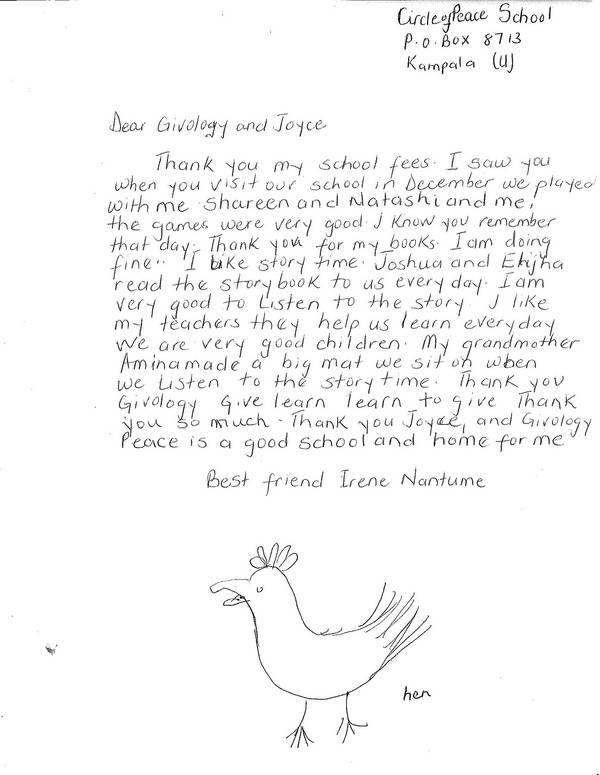 Circle of Peace School
P.O. Box 8713
Kampala (U)
Dear Givology and Joyce
Thank you my school fees. I saw you
when you visit our school in December we played
with me Shareen and Natashi and me,
the games were very good. I know you remember
that day. Thank you for my books. I am doing
fine.. I like story time. Joshua and
read the storybook to us every day. I am
very good to Listen to the story. I like
my teachers they help us learn everyday
We are very good children. My grandmother
Amina made a big mat we sit on when
we Listen to the story time. Thank you
Givology Give learn learn to give Thank
you so much. Thank you Joyce, and Givology
Peace is a good school and home for me
Best friend Irene Nantume
hen